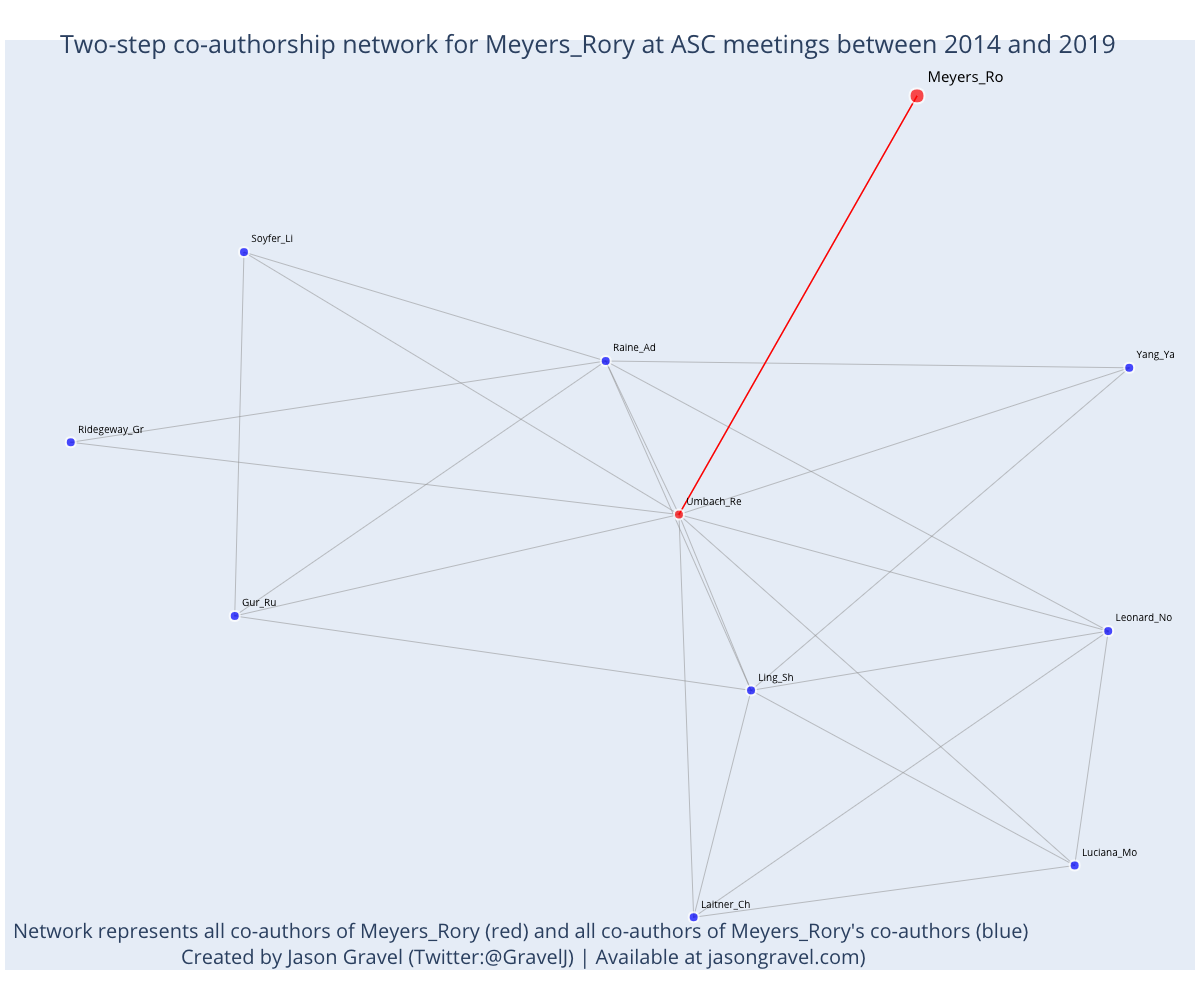 Two-step co-authorship network for Meyers_Rory at ASC meetings between 2014 and 2019
Meyers_Ro
Soyfer_Li
Raine_Ad
Yang_Ya
Ridegeway_Gr
Umbach_Re
Gur_Ru
Leonard_No
Ling_Sh
Luciana_Mo
Laitner_Ch
Network represents all co-authors of Meyers_Rory (red) and all co-authors of Meyers_Rory's co-authors (blue)
Created by Jason Gravel (Twitter:@GravelJ) | Available at jasongravel.com)